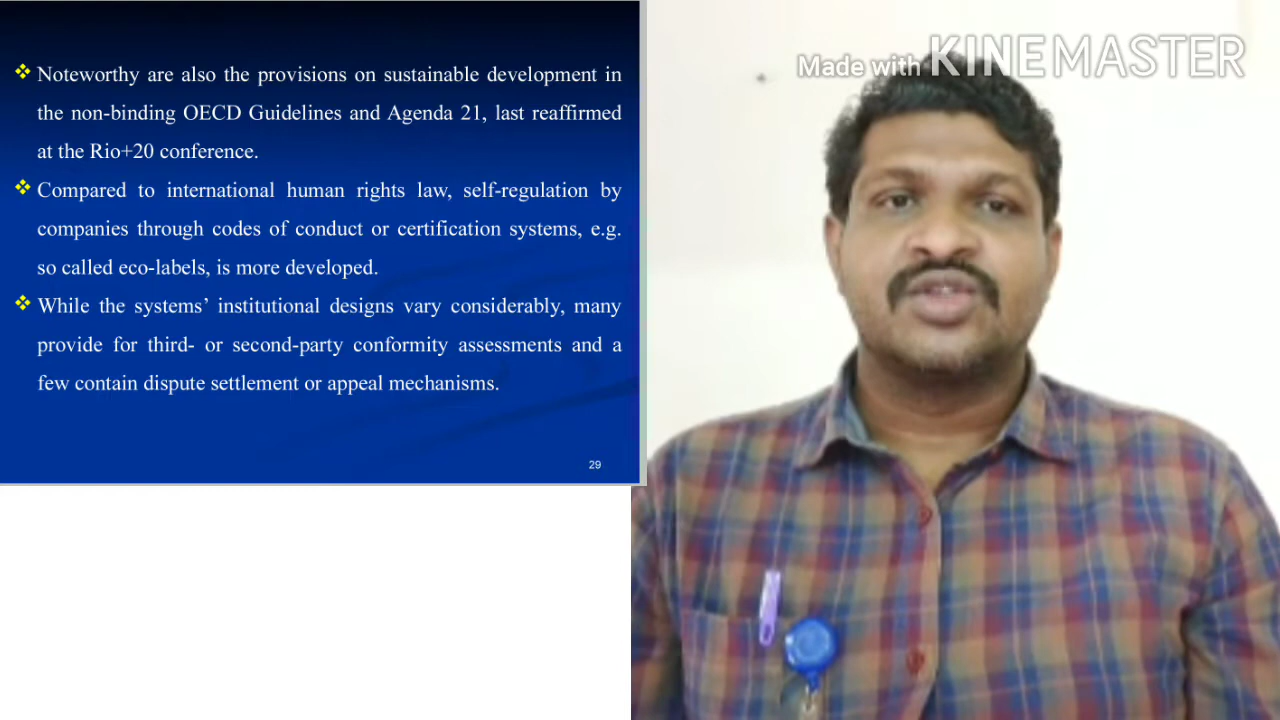 Noteworthy are also the provisions on sustainable development in
the non-binding OECD Guidelines and Agenda 21, last reaffirmed
at the Rio+20 conference.
Compared to international human rights law, self-regulation by
companies through codes of conduct or certification systems, e.g.
so called eco-labels, is more developed.
While the systems’ institutional designs vary considerably, many
provide for third- or second-party conformity assessments and a
few contain dispute settlement or appeal mechanisms.
29
Made with KINEMASTER